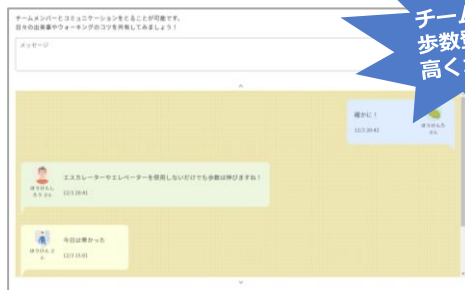 チームメンバーとコミュニケーションをとることが可能です。
日々の出来事やウォーキングのコツを共有してみましょう！
メッセージ
チーム
歩数
高く
確かに！
12/3 20:43
エスカレーターやエレベーターを使用しないだけでも歩数は伸びますね！
12/3 20:41
今日は寒かった
12/3 15:01